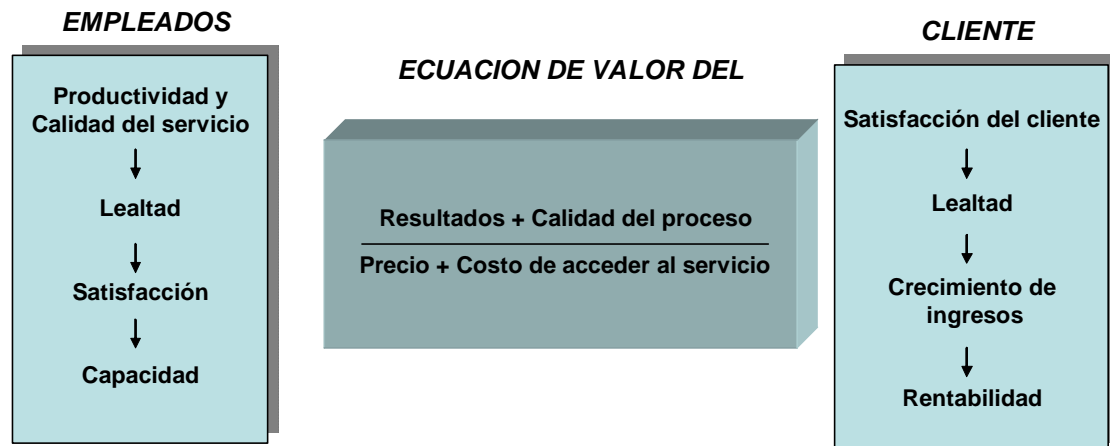 EMPLEADOS
Productividad y
Calidad del servicio
Lealtad
Satisfacción
Capacidad
ECUACION DE VALOR DEL
Resultados + Calidad del proceso
Precio + Costo de acceder al servicio
CLIENTE
Satisfacción del cliente
Lealtad
Crecimiento de
ingresos
Rentabilidad